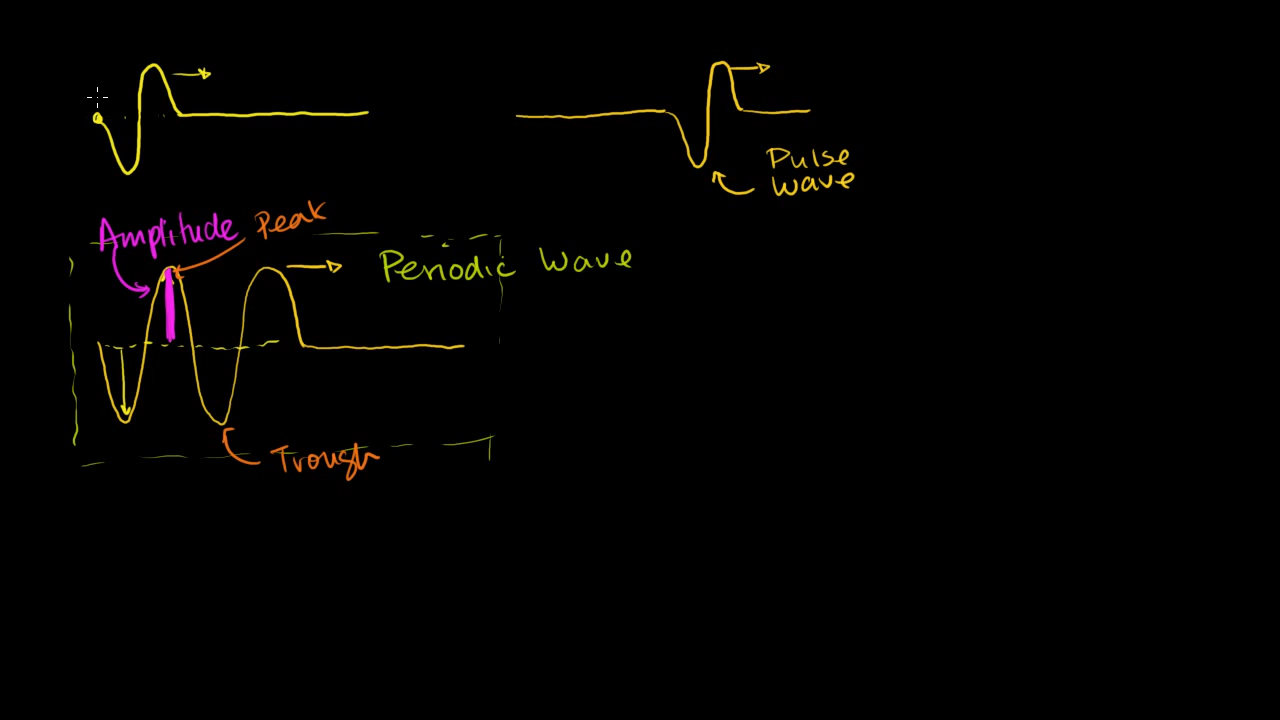 Pulse
wave
Amplitude
Peak
Periodic wave
Trough